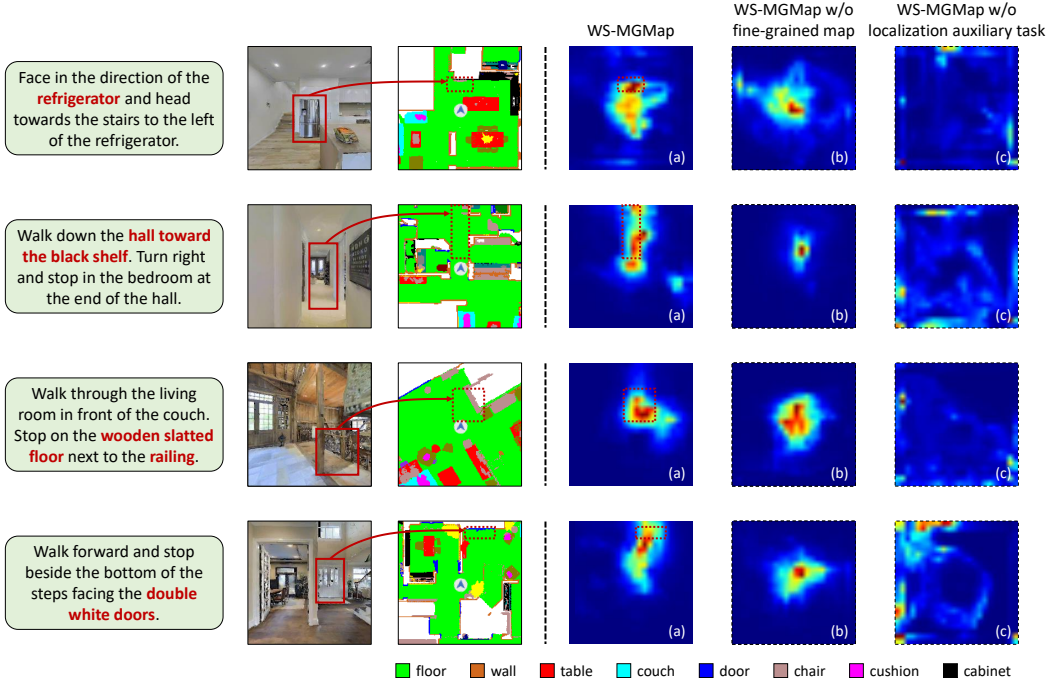 WS-MGMap
WS-MGMap w/o
fine-grained map
WS-MGMap w/o
localization auxiliary task
Face in the direction of the
refrigerator and head
towards the stairs to the left
of the refrigerator.
(a)
(b)
(c)
Walk down the hall toward
the black shelf. Turn right
and stop in the bedroom at
the end of the hall.
(a)
(b)
(c)
Walk through the living
room in front of the couch.
Stop on the wooden slatted
floor next to the railing.
(a)
(b)
(c)
Walk forward and stop
beside the bottom of the
steps facing the double
white doors.
(a)
(b)
(c)
floor wall table couch door chair cushion cabinet